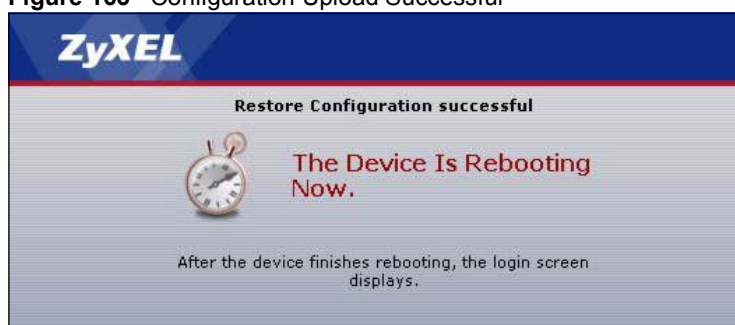 Figure Configuration Upload Successful
ZyXEL
Restore Configuration successful
The Device Is Rebooting
Now.
After the device finishes rebooting, the login screen
displays.